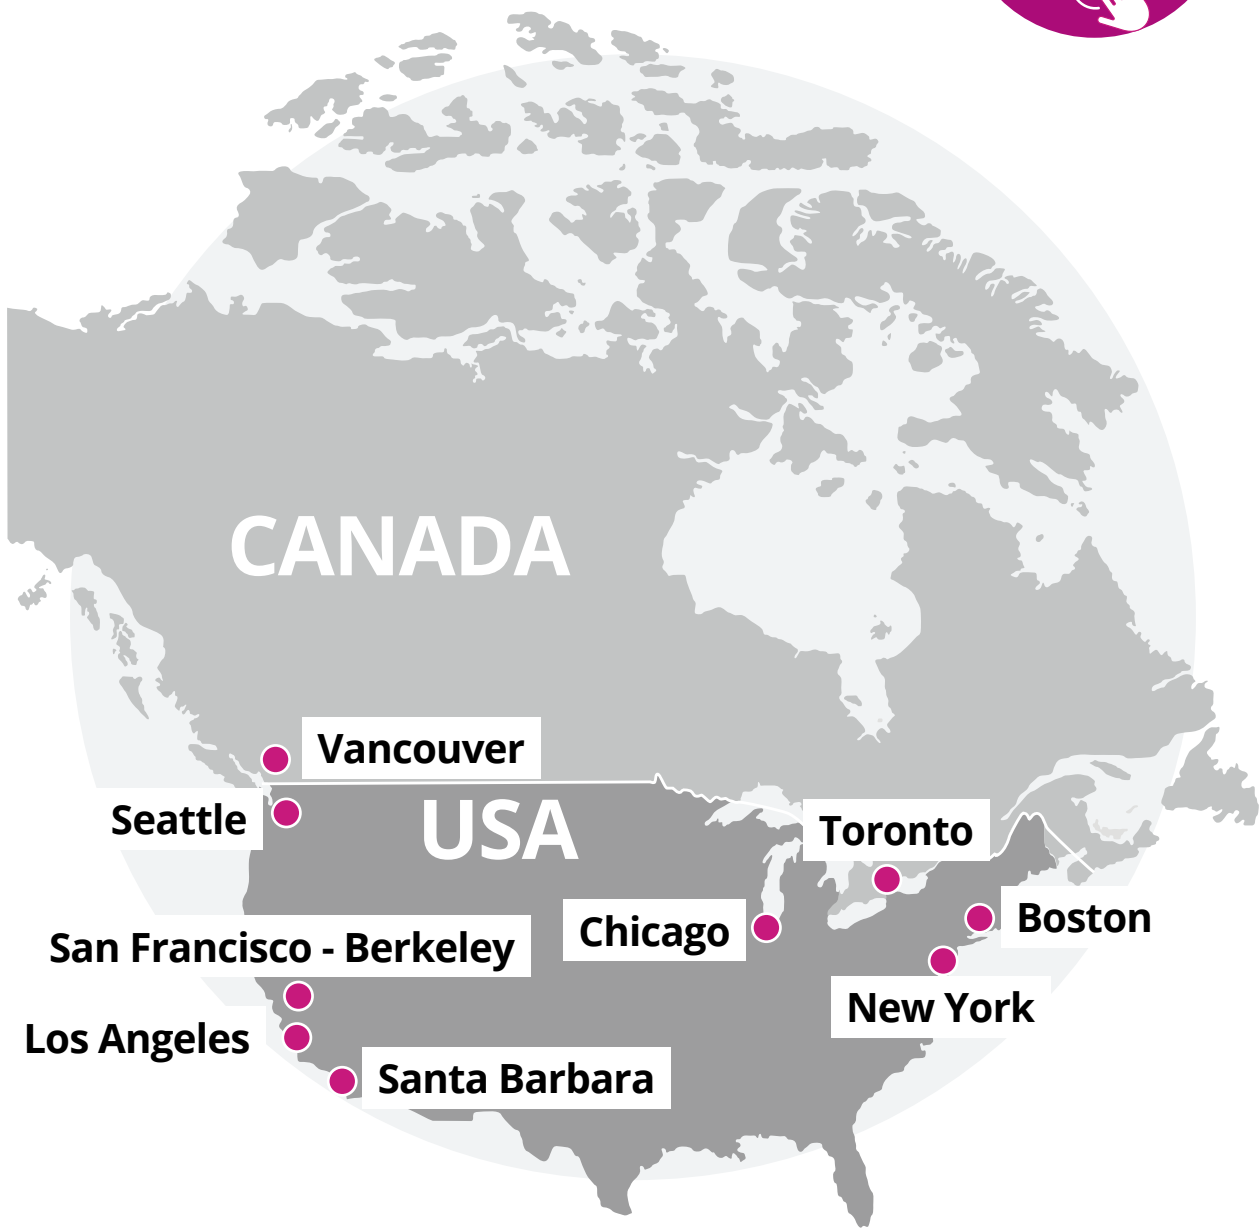 CANADA
Vancouver
Seattle
USA
Toronto
Chicago
Boston
San Francisco - Berkeley
New York
Los Angeles
Santa Barbara